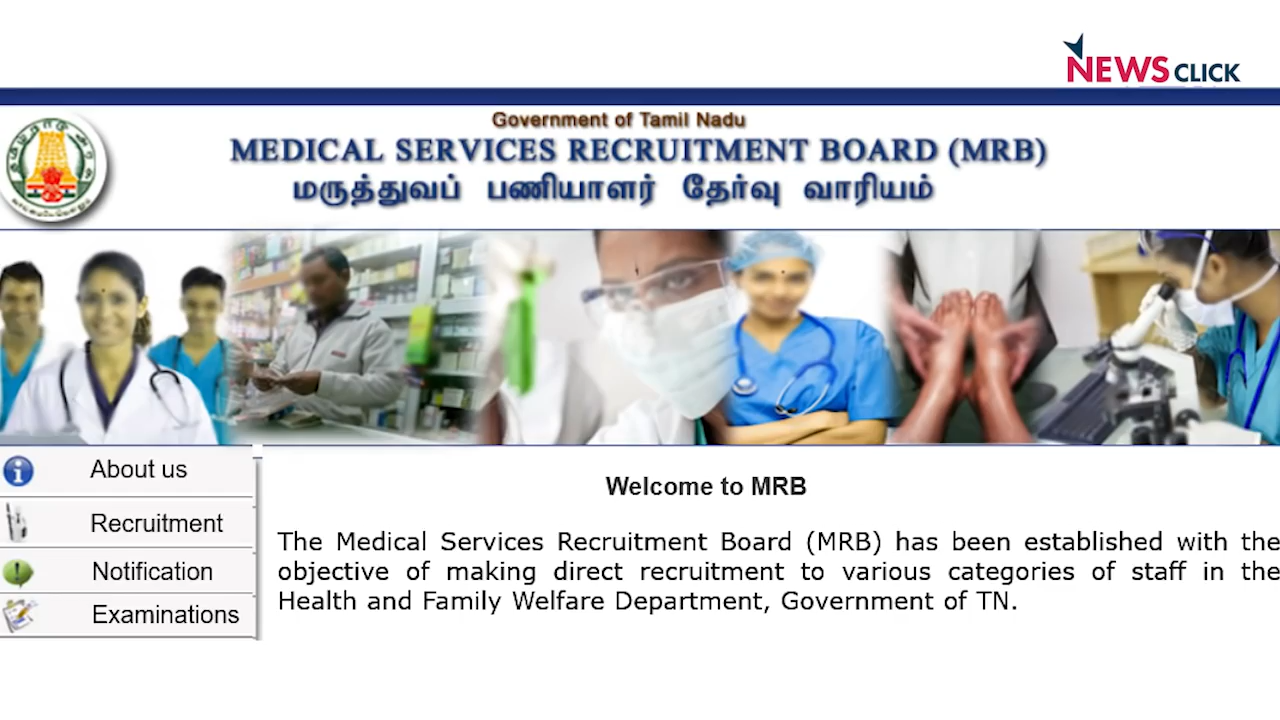 NEWS CLICK
Government of Tamil Nadu
MEDICAL SERVICES RECRUITMENT BOARD (MRB)
மருத்துவப் பணியாளர் தேர்வு வாரியம்
About us
Recruitment
Notification
Examinations
Welcome to MRB
The Medical Services Recruitment Board (MRB) has been established with the
objective of making direct recruitment to various categories of staff in the
Health and Family Welfare Department, Government of TN.